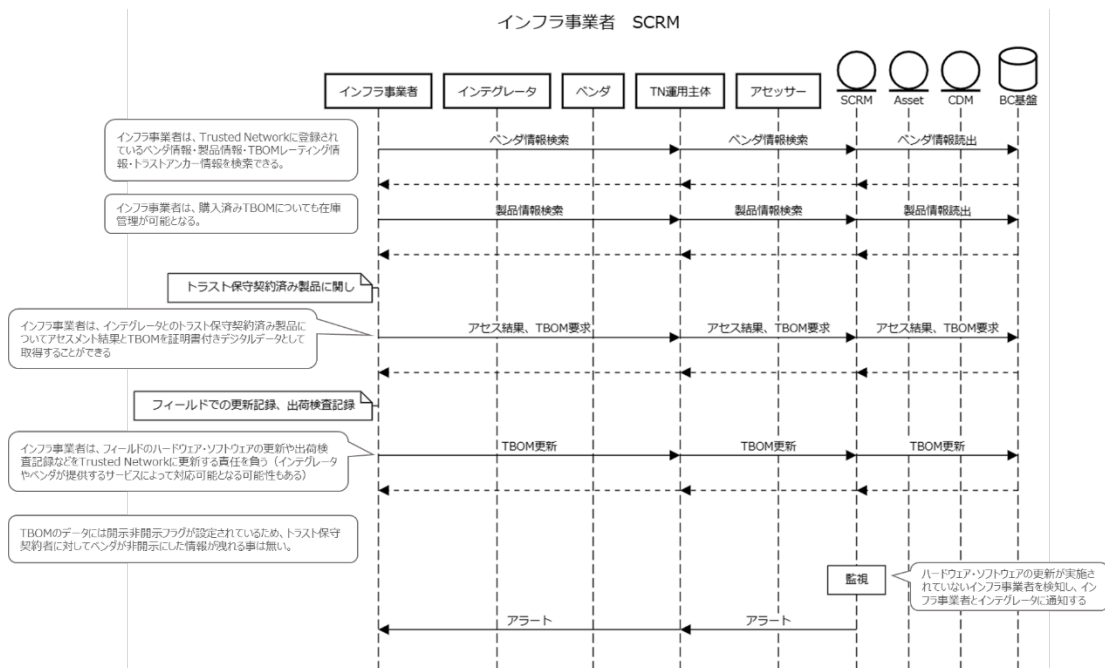 インフラ事業者　SCRM
インフラ事業者
インテグレータ
ベンダ
TN運用主体
アセッサー
SCRM
Asset
CDM
BC基盤
インフラ事業者は、Trusted Networkに登録され
ているベンダ情報・製品情報・TBOMレーティング情
報・トラストアンカー情報を検索できる。
ベンダ情報検索
ベンダ情報検索
ベンダ情報読出
インフラ事業者は、購入済みTBOMについても在庫
管理が可能となる。
製品情報検索
製品情報検索
製品情報読出
トラスト保守契約済み製品に関し
インフラ事業者は、インテグレータとのトラスト保守契約済み製品に
ついてアセスメント結果とTBOMを証明書付きデジタルデータとして
取得することができる
アセス結果、TBOM要求
アセス結果、TBOM要求
アセス結果、TBOM要求
フィールドでの更新記録、出荷検査記録
インフラ事業者は、フィールドのハードウェア・ソフトウェアの更新や出荷検
査記録などをTrusted Networkに更新する責任を負う（インテグレータ
やベンダが提供するサービスによって対応可能となる可能性もある）
TBOM更新
TBOM更新
TBOM更新
TBOMのデータには開示非開示フラグが設定されているため、トラスト保守
契約者に対してベンダが非開示にした情報が洩れる事は無い。
監視
ハードウェア・ソフトウェアの更新が実施さ
れていないインフラ事業者を検知し、イン
フラ事業者とインテグレータに通知する
アラート
アラート